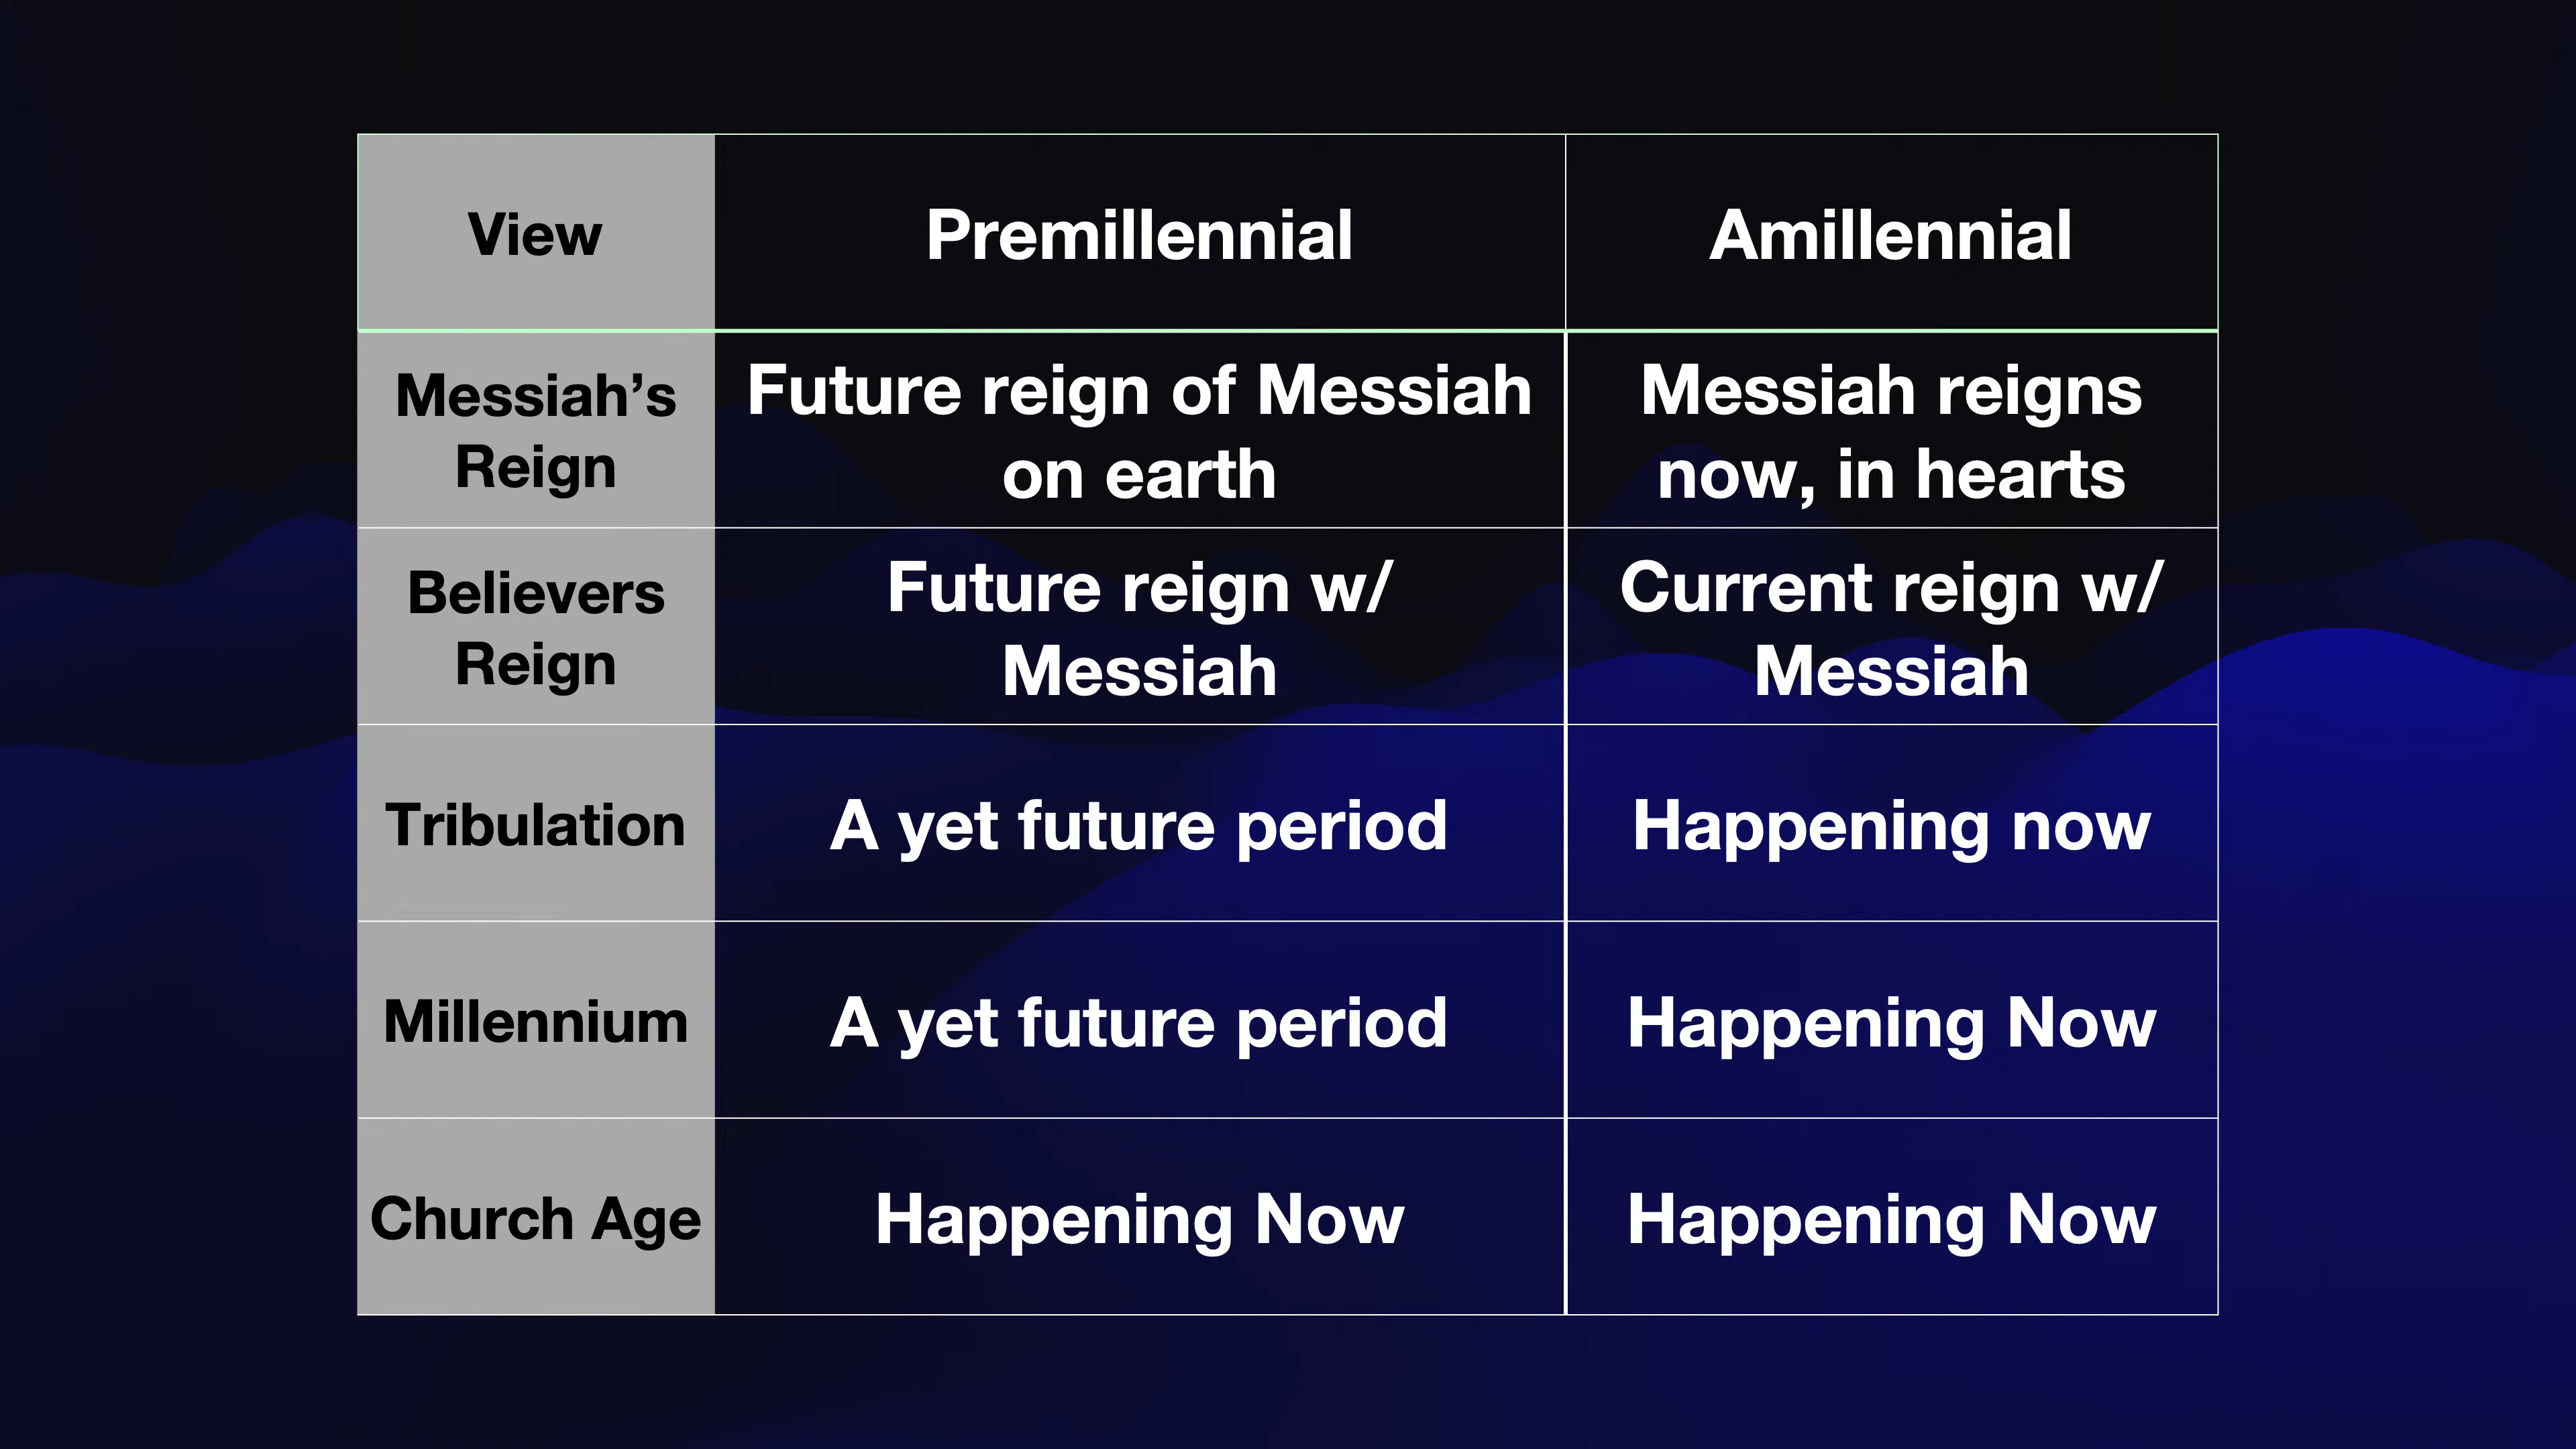 View
Premillennial
Amillennial
Messiah’s
Reign
Future reign of Messiah
on earth
Messiah reigns
now, in hearts
Believers
Reign
Future reign w/
Messiah
Current reign w/
Messiah
Tribulation
A yet future period
Happening now
Millennium
A yet future period
Happening Now
Church Age
Happening Now
Happening Now